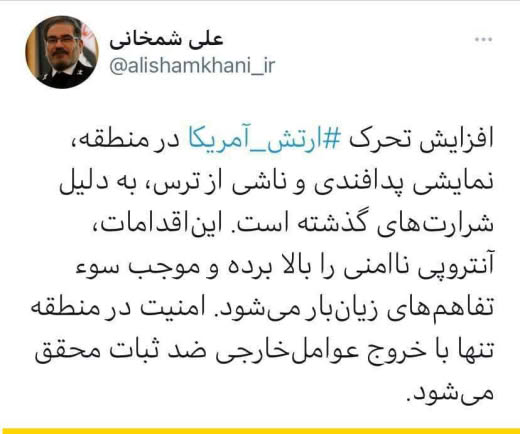 علی شمخانی
@alishamkhani_ir
افزایش تحرک #ارتش_آمریکا در منطقه،
نمایشی پدافندی و ناشی از ترس، به دلیل
شرارت‌های گذشته است. این‌اقدامات،
آنتروپی ناامنی را بالا برده و موجب سوء
تفاهم‌های زیان‌بار می‌شود. امنیت در منطقه
تنها با خروج عوامل‌خارجی ضد ثبات محقق
می‌شود.